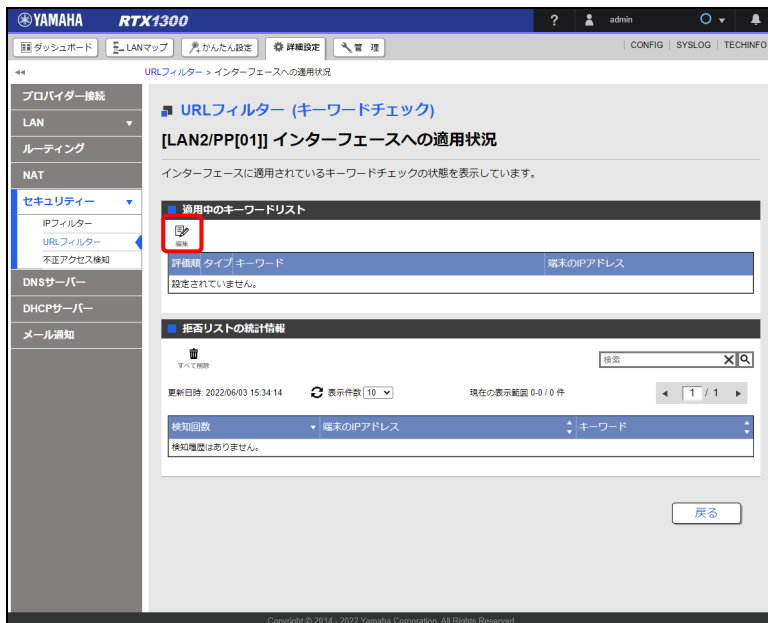 YAMAHA RTX1300 ? admin
ダッシュボード LANマップ かんたん設定 詳細設定 管 理 CONFIG SYSLOG TECHINFO
URLフィルター > インターフェースへの適用状況
プロバイダー接続
LAN
ルーティング
NAT
セキュリティー
IPフィルター
URLフィルター
不正アクセス検知
DNSサーバー
DHCPサーバー
メール通知
URLフィルター (キーワードチェック)
[LAN2/PP[01]] インターフェースへの適用状況
インターフェースに適用されているキーワードチェックの状態を表示しています。
適用中のキーワードリスト
編集
評価順 タイプ キーワード 端末のIPアドレス
設定されていません。
拒否リストの統計情報
すべて削除
検索
更新日時: 2022/06/03 15:34:14 表示件数 10 現在の表示範囲 0-0 / 0 件 1 / 1
検知回数 端末のIPアドレス キーワード
検知履歴はありません。
戻る
Copyright © 2014 - 2022 Yamaha Corporation. All Rights Reserved.